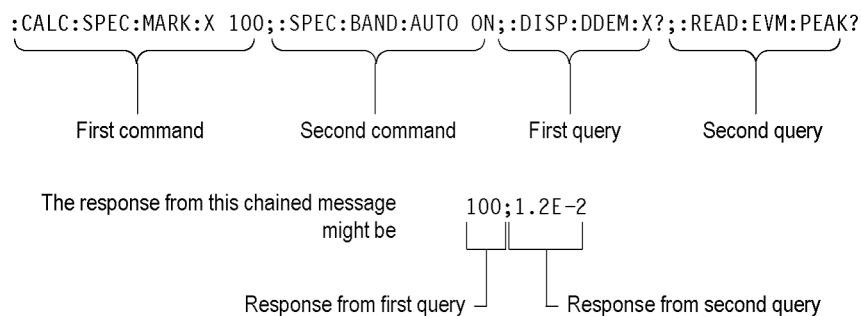 :CALC:SPEC:MARK:X 100;:SPEC:BAND:AUTO ON;:DISP:DDEM:X?;:READ:EVM:PEAK?
First command Second command First query Second query
The response from this chained message might be
100;1.2E-2
Response from first query Response from second query